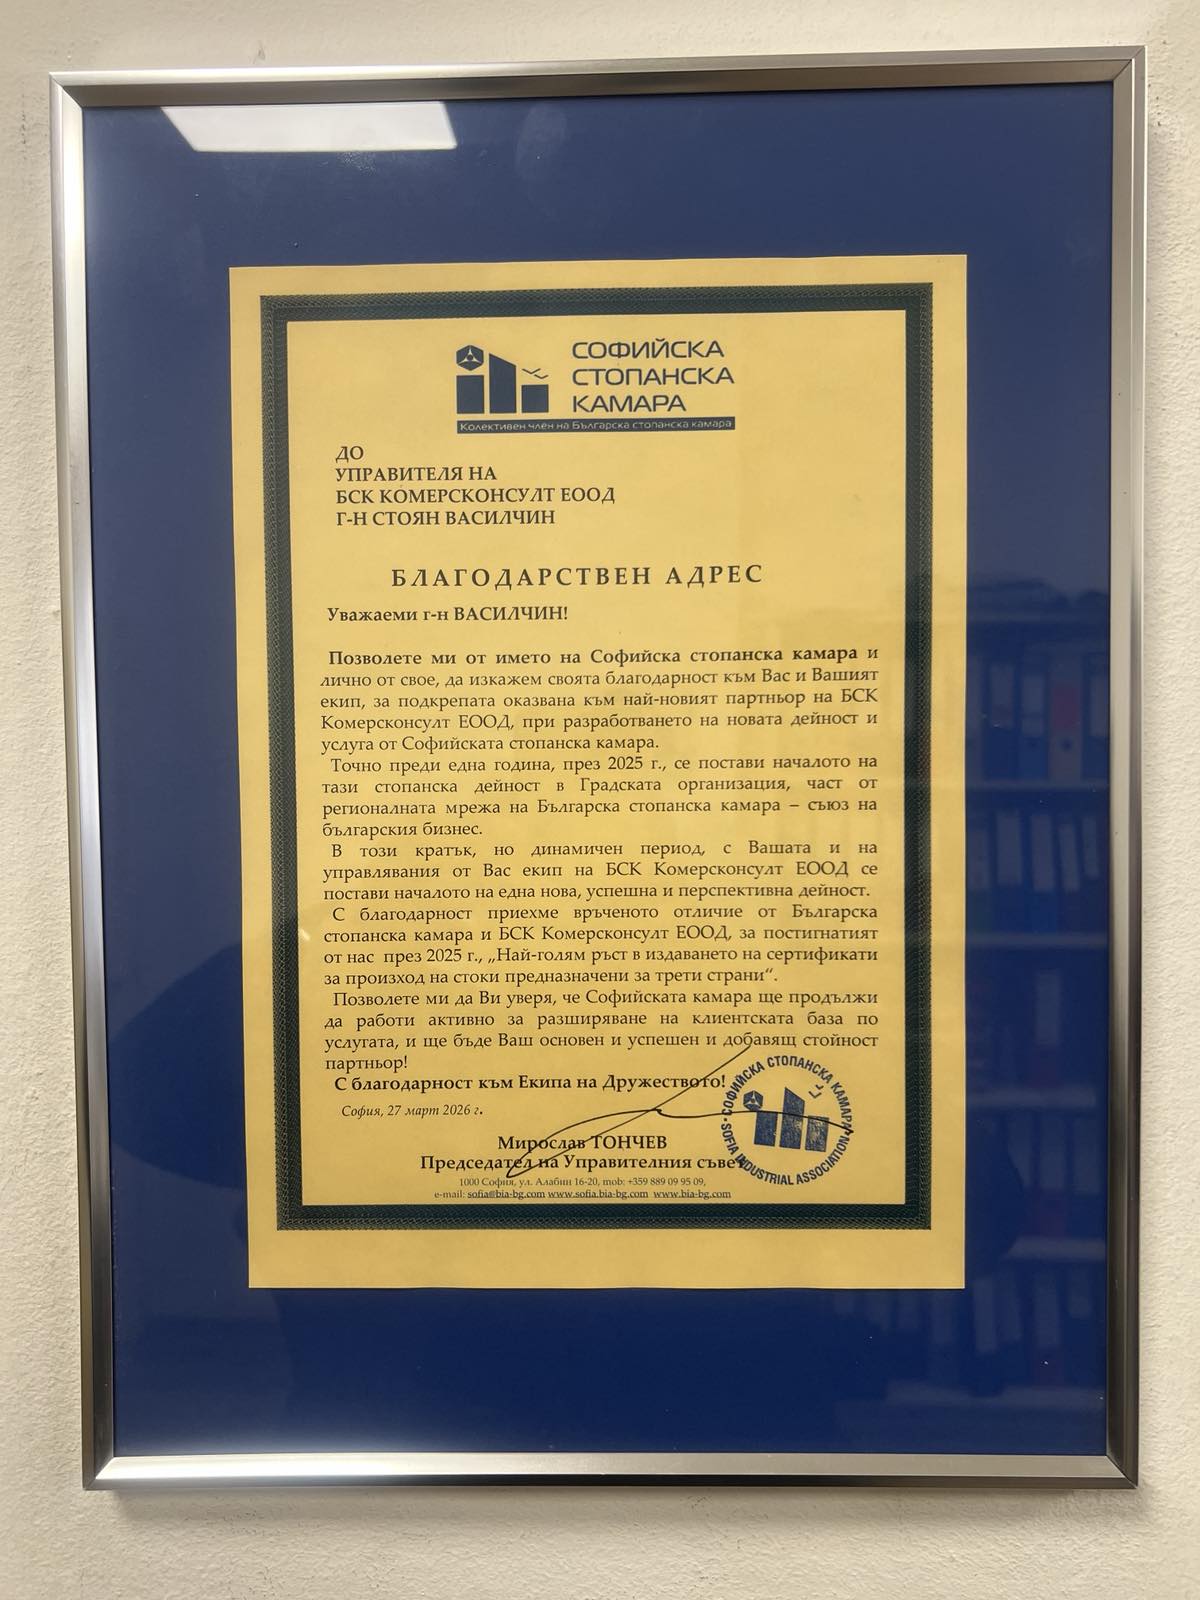 СОФИЙСКА
СТОПАНСКА
КАМАРА
Колективен член на Българска стопанска камара
ДО
УПРАВИТЕЛЯ НА
БСК КОМЕРСКОНСУЛТ ЕООД
Г-Н СТОЯН ВАСИЛЧИН
БЛАГОДАРСТВЕН АДРЕС
Уважаеми г-н ВАСИЛЧИН!
Позволете ми от името на Софийска стопанска камара и
лично от свое, да изкажем своята благодарност към Вас и Вашият
екип, за подкрепата оказвана към най-новият партньор на БСК
Комерсконсулт ЕООД, при разработването на новата дейност и
услуга от Софийската стопанска камара.
Точно преди една година, през 2025 г., се постави началото на
тази стопанска дейност в Градската организация, част от
регионалната мрежа на Българска стопанска камара – съюз на
българския бизнес.
В този кратък, но динамичен период, с Вашата и на
управлявания от Вас екип на БСК Комерсконсулт ЕООД се
постави началото на една нова, успешна и перспективна дейност.
С благодарност приехме връченото отличие от Българска
стопанска камара и БСК Комерсконсулт ЕООД, за постигнатият
от нас през 2025 г., „Най-голям ръст в издаването на сертификати
за произход на стоки предназначени за трети страни“.
Позволете ми да Ви уверя, че Софийската камара ще продължи
да работи активно за разширяване на клиентската база по
услугата, и ще бъде Ваш основен и успешен и добавящ стойност
партньор!
С благодарност към Екипа на Дружеството!
София, 27 март 2026 г.
Мирослав ТОНЧЕВ
Председател на Управителния съвет
1000 София, ул. Алабин 16-20, mob: +359 889 09 95 09,
e-mail: sofia@bia-bg.com www.sofia.bia-bg.com www.bia-bg.com
СОФИЙСКА СТОПАНСКА КАМАРА
SOFIA INDUSTRIAL ASSOCIATION